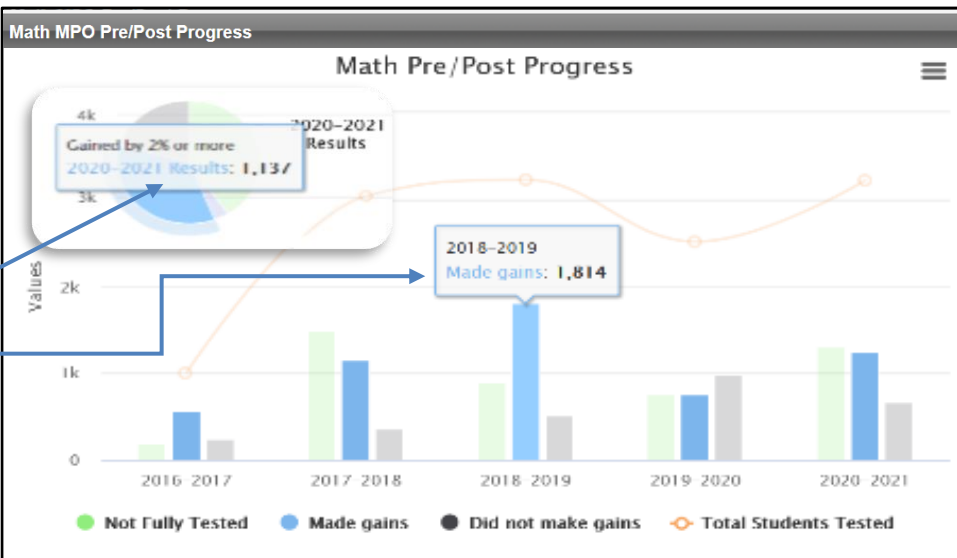 Math MPO Pre/Post Progress
Math Pre/Post Progress
4k
2020-2021
Results
Gained by 2% or more
2020-2021 Results: 1,137
3k
2018-2019
Made gains: 1,814
Values
2k
1k
0
2016-2017
2017-2018
2018-2019
2019-2020
2020-2021
Not Fully Tested
Made gains
Did not make gains
Total Students Tested